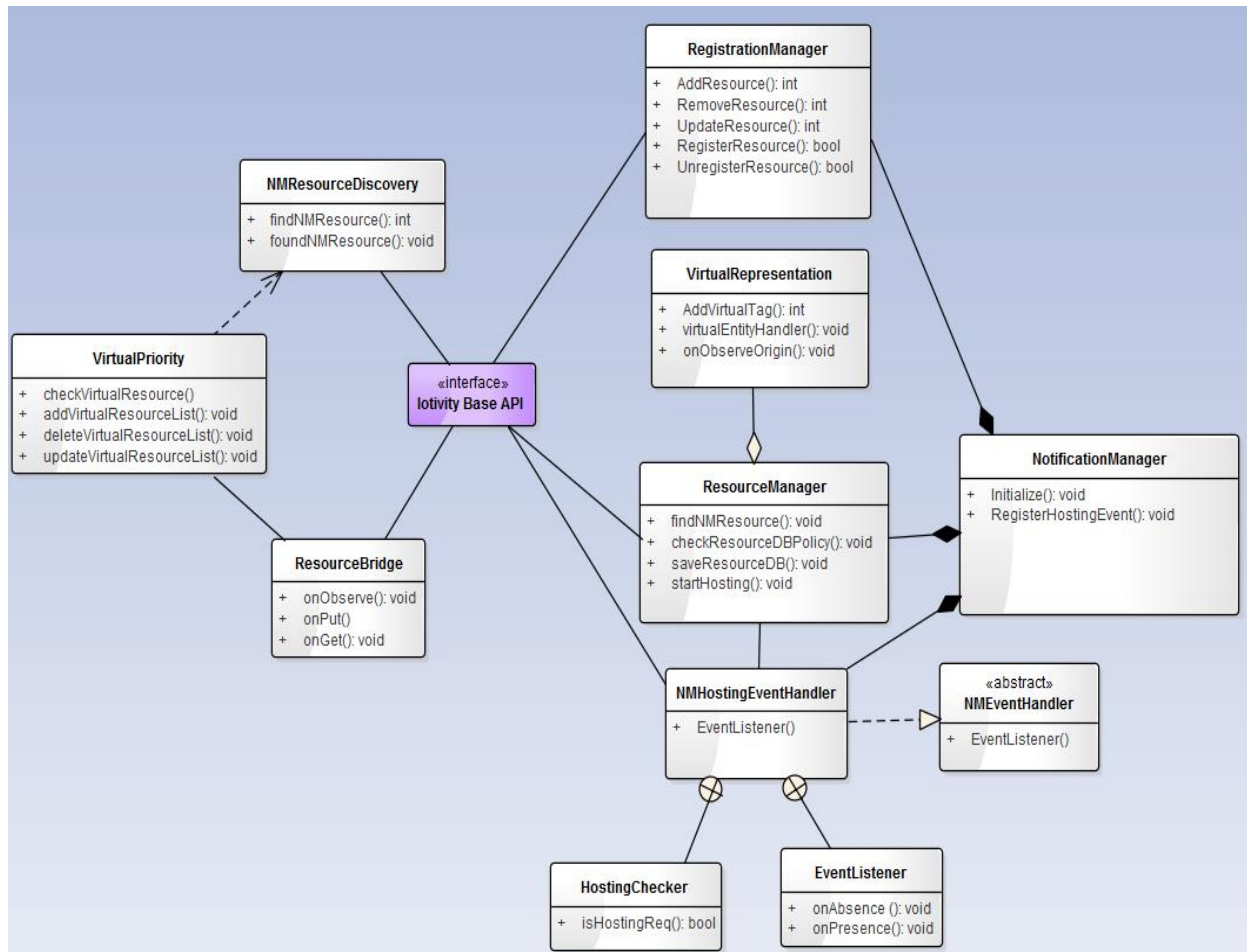 RegistrationManager
+ AddResource(): int
+ RemoveResource(): int
+ UpdateResource(): int
+ RegisterResource(): bool
+ UnregisterResource(): bool
NMResourceDiscovery
+ findNMResource(): int
+ foundNMResource(): void
VirtualRepresentation
+ AddVirtualTag(): int
+ virtualEntityHandler(): void
+ onObserveOrigin(): void
VirtualPriority
+ checkVirtualResource()
+ addVirtualResourceList(): void
+ deleteVirtualResourceList(): void
+ updateVirtualResourceList(): void
«interface»
Iotivity Base API
NotificationManager
+ Initialize(): void
+ RegisterHostingEvent(): void
ResourceManager
+ findNMResource(): void
+ checkResourceDBPolicy(): void
+ saveResourceDB(): void
+ startHosting(): void
ResourceBridge
+ onObserve(): void
+ onPut()
+ onGet(): void
NMHostingEventHandler
+ EventListener()
«abstract»
NMEventHandler
+ EventListener()
HostingChecker
+ isHostingReq(): bool
EventListener
+ onAbsence (): void
+ onPresence(): void